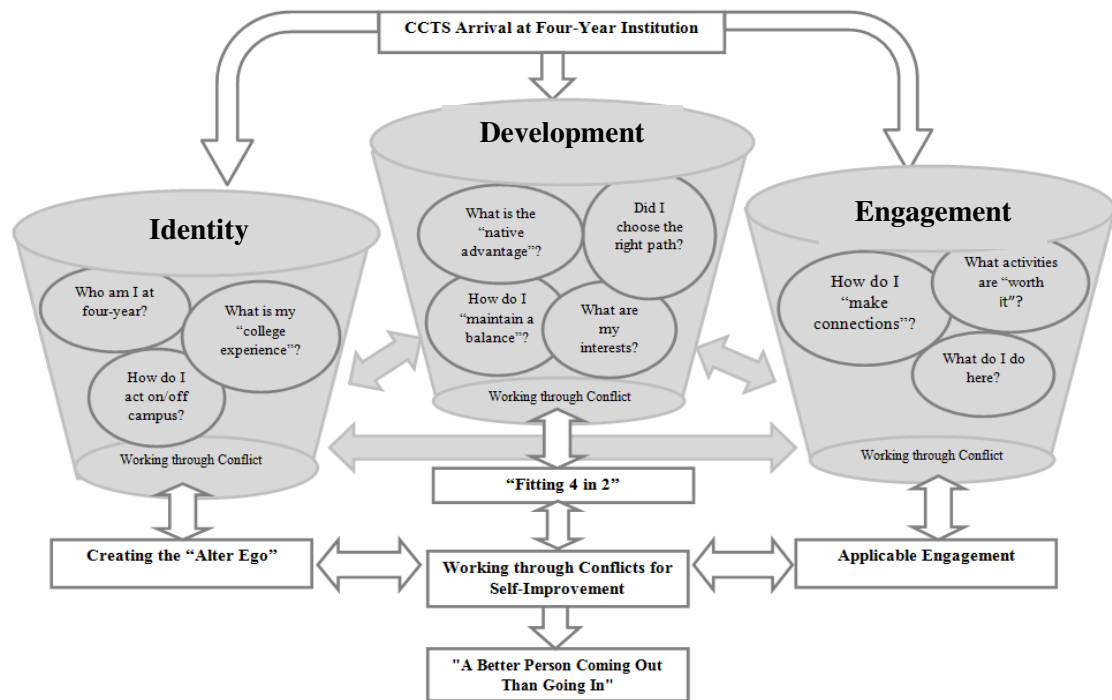 CCTS Arrival at Four-Year Institution
Development
What is the
“native
advantage”?
Did I
choose the
right path?
How do I
“maintain a
balance”?
What are
my
interests?
Working through Conflict
Identity
Who am I at
four-year?
What is my
“college
experience”?
How do I
act on/off
campus?
Working through Conflict
Engagement
How do I
“make
connections”?
What activities
are “worth
it”?
What do I do
here?
Working through Conflict
“Fitting 4 in 2”
Creating the “Alter Ego”
Working through Conflicts for
Self-Improvement
Applicable Engagement
"A Better Person Coming Out
Than Going In"